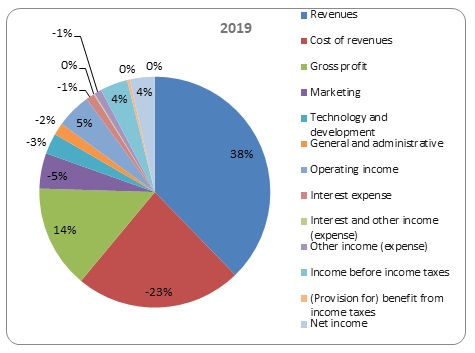 2019
-1%
0%
-1%
-2%
-3%
-5%
14%
-23%
38%
5%
4%
0%
4%
0%
Revenues
Cost of revenues
Gross profit
Marketing
Technology and
development
General and administrative
Operating income
Interest expense
Interest and other income
(expense)
Other income (expense)
Income before income taxes
(Provision for) benefit from
income taxes
Net income